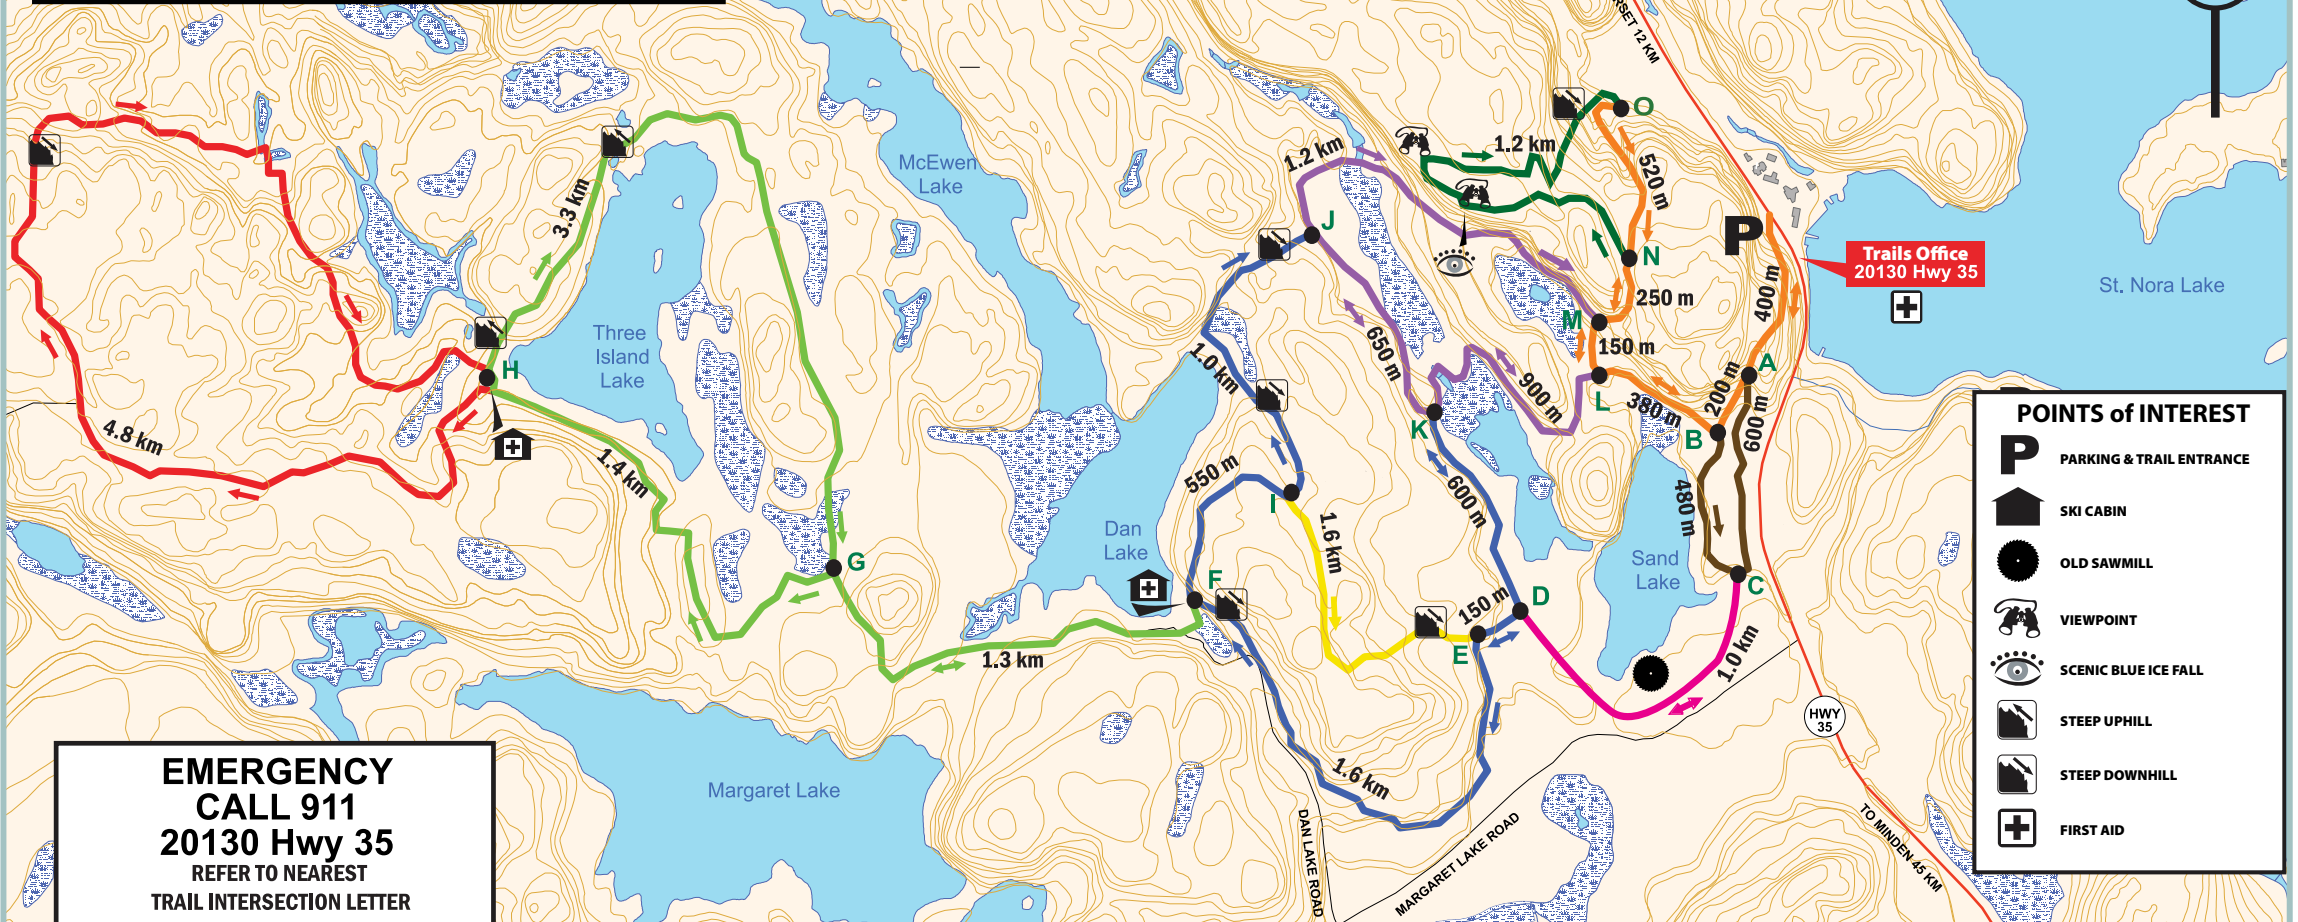 RSET 12 KM
McEwen
Lake
1.2 km
J
1.2 km
O
520 m
N
P
Trails Office
20130 Hwy 35
St. Nora Lake
3.3 km
Three
Island
Lake
H
4.8 km
1.4 km
G
1.0 km
650 m
K
250 m
M
150 m
L
900 m
380 m
400 m
A
200 m
B
600 m
480 m
550 m
I
1.6 km
600 m
Dan
Lake
F
150 m
D
E
Sand
Lake
C
1.0 km
1.3 km
1.6 km
Margaret Lake
HWY
35
TO MINDEN 45 KM
DAN LAKE ROAD
MARGARET LAKE ROAD
EMERGENCY
CALL 911
20130 Hwy 35
REFER TO NEAREST
TRAIL INTERSECTION LETTER
POINTS of INTEREST
P PARKING & TRAIL ENTRANCE
SKI CABIN
OLD SAWMILL
VIEWPOINT
SCENIC BLUE ICE FALL
STEEP UPHILL
STEEP DOWNHILL
FIRST AID